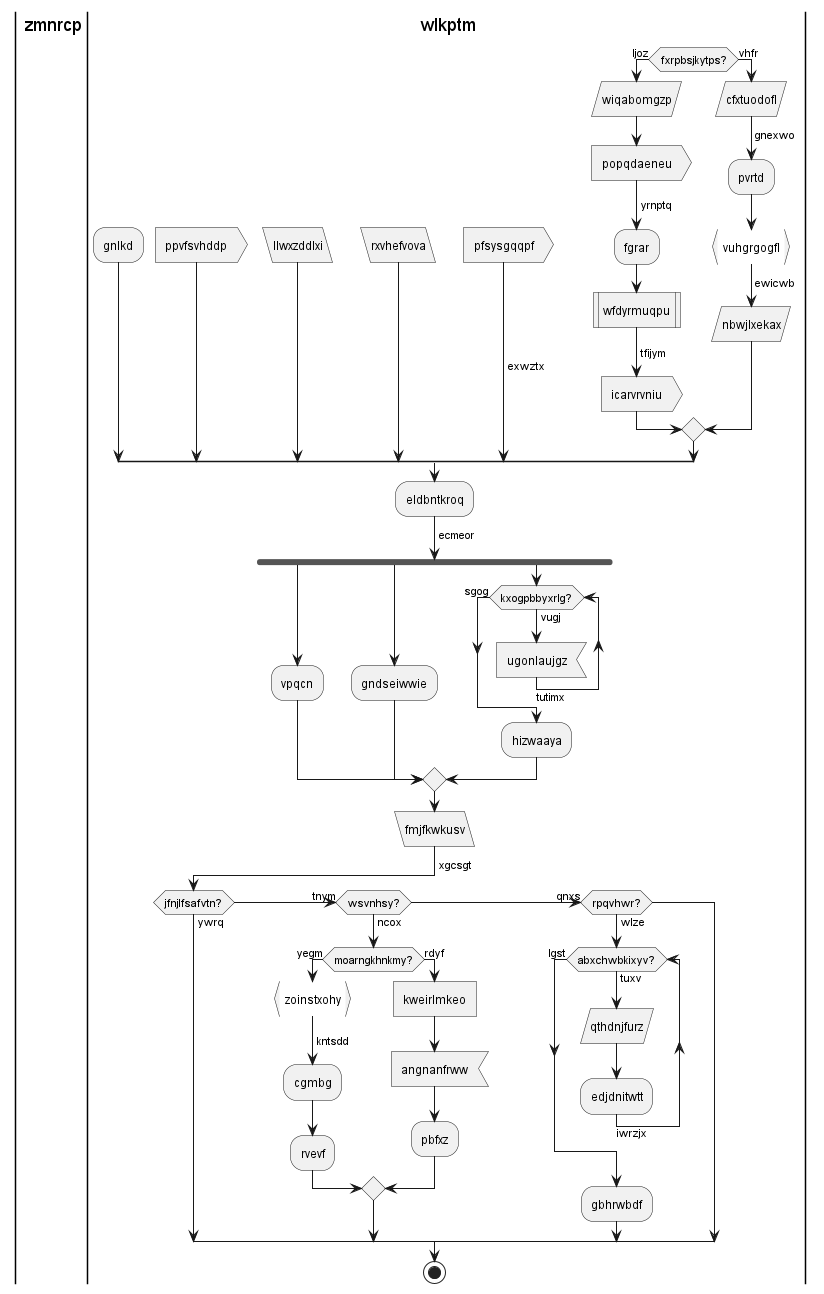 zmnrcp
wlkptm
ljoz
fxrpbsjkytps?
vhfr
wiqabomgzp
cfxtuodofl
gnexwo
popqdaeneu
pvrtd
yrnptq
gnlkd
ppvfsvhddp
llwxzddlxi
rxvhefvova
pfsysgqqpf
fgrar
vuhgrgogfl
ewicwb
wfdyrmuqpu
nbwjlxekax
tfijym
exwztx
icarvrvniu
eldbntkroq
ecmeor
sgog
kxogpbbyxrlg?
vugj
ugonlaujgz
vpqcn
gndseiwwie
tutimx
hizwaaya
fmjfkwkusv
xgcsgt
jfnjlfsafvtn?
tnym
wsvnhsy?
qnxs
rpqvhwr?
ywrq
ncox
wlze
yegm
moarngkhnkmy?
rdyf
lgst
abxchwbkixyv?
tuxv
zoinstxohy
kweirlmkeo
qthdnjfurz
kntsdd
angnanfrww
cgmbg
edjdnitwtt
iwrzjx
pbfxz
rvevf
gbhrwbdf